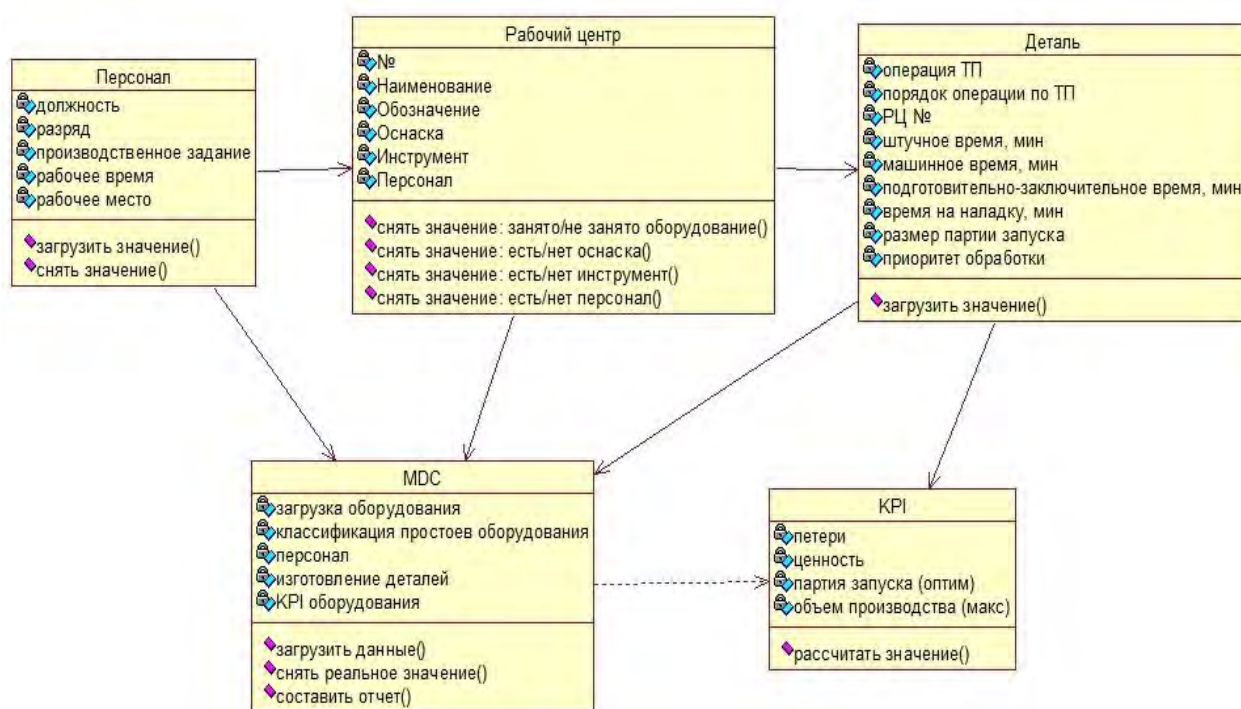 Персонал
должность
разряд
производственное задание
рабочее время
рабочее место
загрузить значение()
снять значение()
Рабочий центр
№
Наименование
Обозначение
Оснаска
Инструмент
Персонал
снять значение: занято/не занято оборудование()
снять значение: есть/нет оснаска()
снять значение: есть/нет инструмент()
снять значение: есть/нет персонал()
Деталь
операция ТП
порядок операции по ТП
РЦ №
штучное время, мин
машинное время, мин
подготовительно-заключительное время, мин
время на наладку, мин
размер партии запуска
приоритет обработки
загрузить значение()
MDC
загрузка оборудования
классификация простоев оборудования
персонал
изготовление деталей
KPI оборудования
загрузить данные()
снять реальное значение()
составить отчет()
KPI
петери
ценность
партия запуска (оптим)
объем производства (макс)
рассчитать значение()